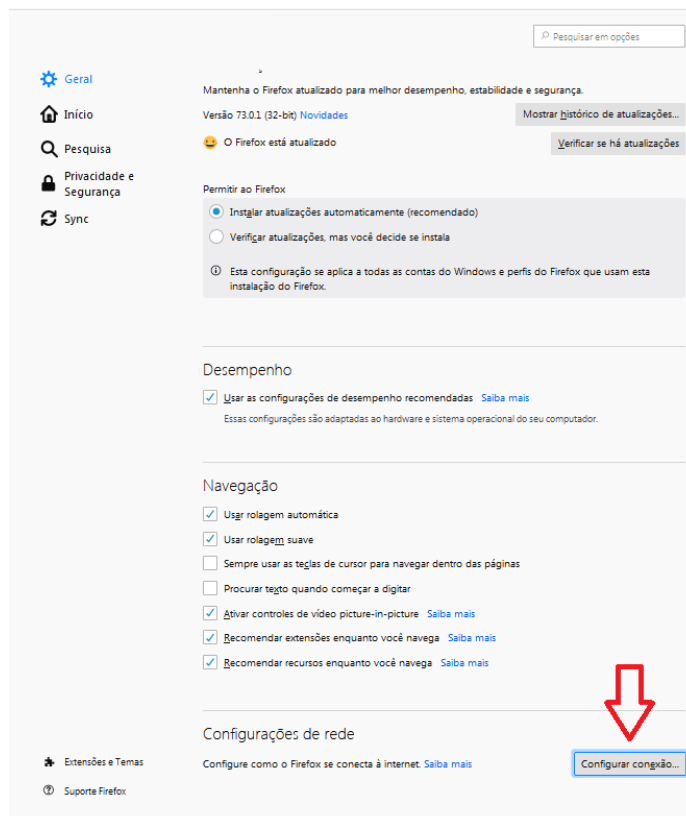 Pesquisar em opções
Geral
Início
Pesquisa
Privacidade e
Segurança
Sync
Mantenha o Firefox atualizado para melhor desempenho, estabilidade e segurança.
Versão 73.0.1 (32-bit) Novidades
Mostrar histórico de atualizações...
O Firefox está atualizado
Verificar se há atualizações
Permitir ao Firefox
Instalar atualizações automaticamente (recomendado)
Verificar atualizações, mas você decide se instala
Esta configuração se aplica a todas as contas do Windows e perfis do Firefox que usam esta
instalação do Firefox.
Desempenho
Usar as configurações de desempenho recomendadas Saiba mais
Essas configurações são adaptadas ao hardware e sistema operacional do seu computador.
Navegação
Usar rolagem automática
Usar rolagem suave
Sempre usar as teclas de cursor para navegar dentro das páginas
Procurar texto quando começar a digitar
Ativar controles de vídeo picture-in-picture Saiba mais
Recomendar extensões enquanto você navega Saiba mais
Recomendar recursos enquanto você navega Saiba mais
Configurações de rede
Configure como o Firefox se conecta à internet. Saiba mais
Configurar conexão...
Extensões e Temas
Suporte Firefox